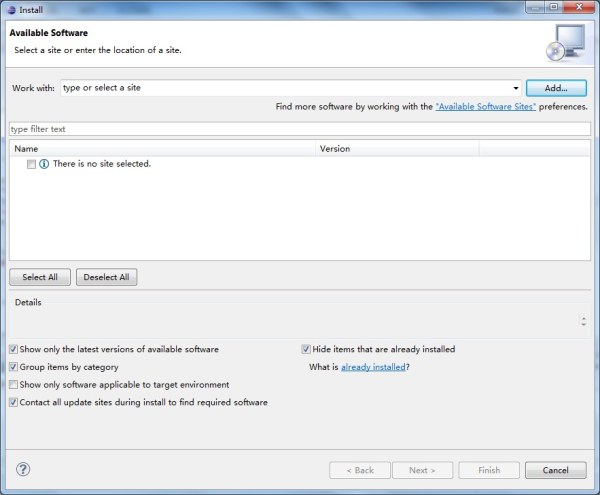 Install
Available Software
Select a site or enter the location of a site.
Work with: type or select a site Add...
Find more software by working with the "Available Software Sites" preferences.
type filter text
Name Version
There is no site selected.
Select All Deselect All
Details
Show only the latest versions of available software Hide items that are already installed
Group items by category What is already installed?
Show only software applicable to target environment
Contact all update sites during install to find required software
? < Back Next > Finish Cancel